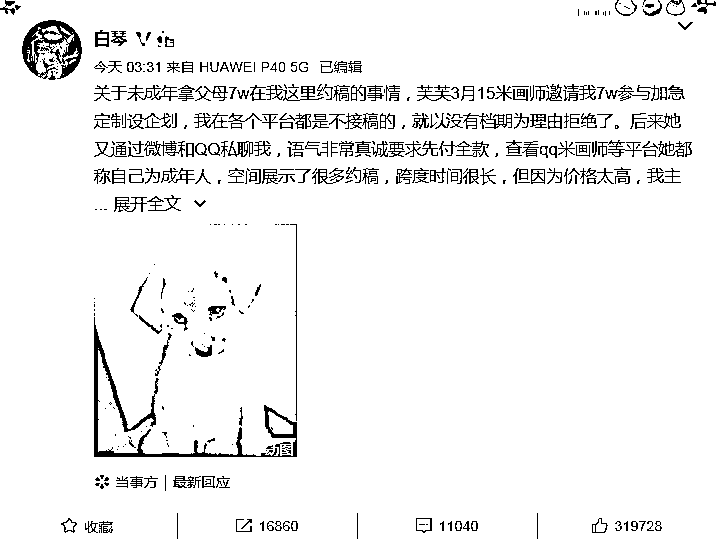 白琴
今天 03:31 来自 HUAWEI P40 5G 已编辑
关于未成年拿父母7w在我这里约稿的事情，芙芙3月15米画师邀请我7w参与加急
定制设企划，我在各个平台都是不接稿的，就以没有档期为理由拒绝了。后来她
又通过微博和QQ私聊我，语气非常真诚要求先付全款，查看qq米画师等平台她都
称自己为成年人，空间展示了很多约稿，跨度时间很长，但因为价格太高，我主
... 展开全文
动图
当事方 | 最新回应
收藏 16860 11040 319728